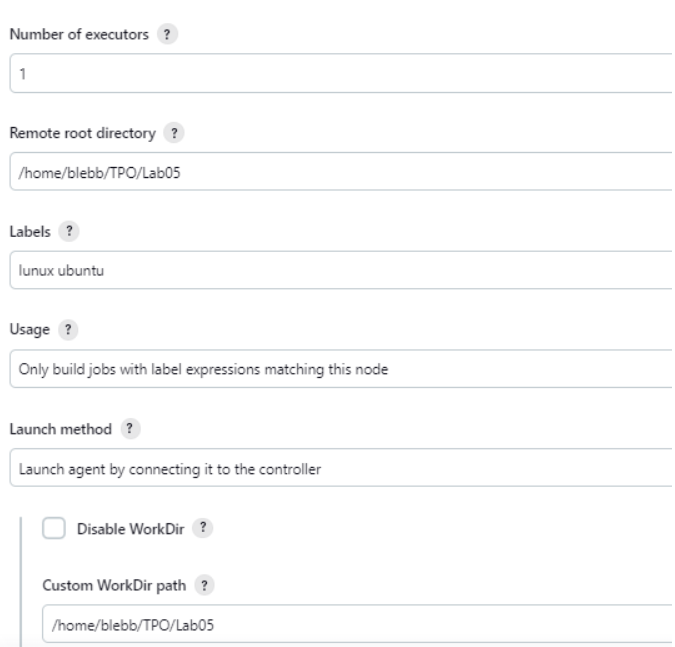 Number of executors ?
1
Remote root directory ?
/home/blebb/TPO/Lab05
Labels ?
lunux ubuntu
Usage ?
Only build jobs with label expressions matching this node
Launch method ?
Launch agent by connecting it to the controller
Disable WorkDir ?
Custom WorkDir path ?
/home/blebb/TPO/Lab05